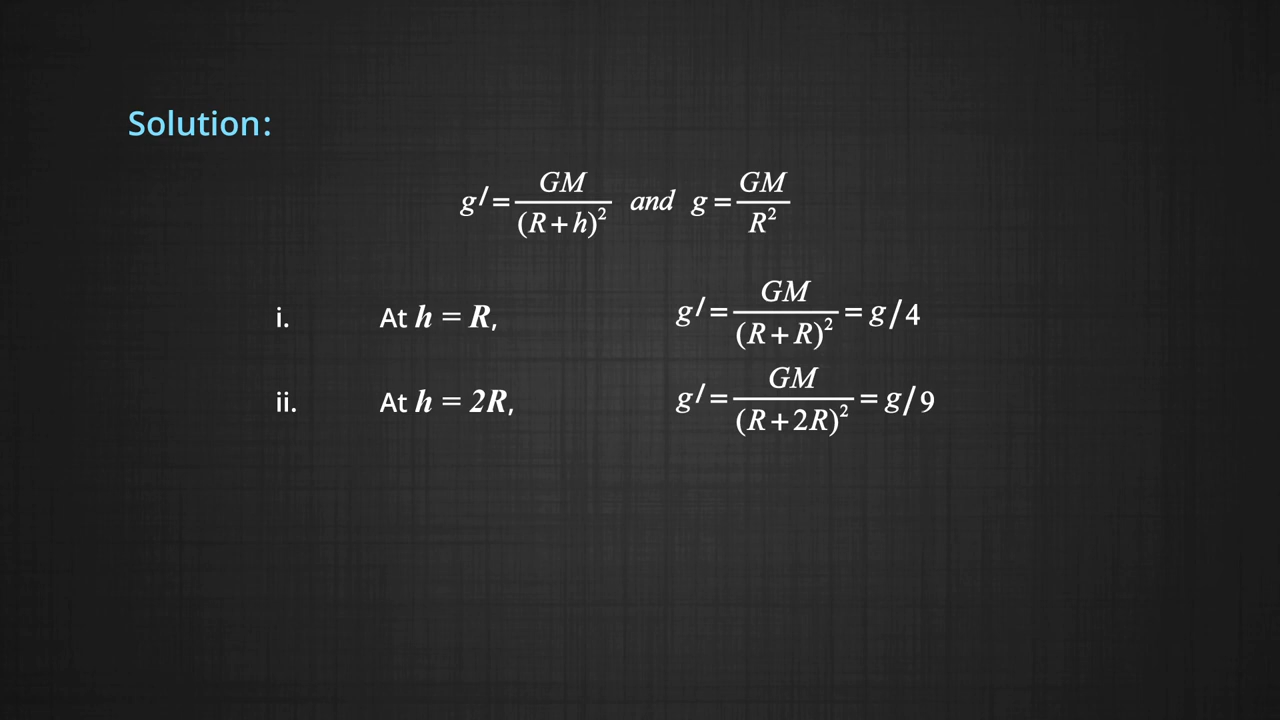 Solution:
g′ = GM/(R+h)² and g = GM/R²
i. At h = R, g′ = GM/(R+R)² = g/4
ii. At h = 2R, g′ = GM/(R+2R)² = g/9